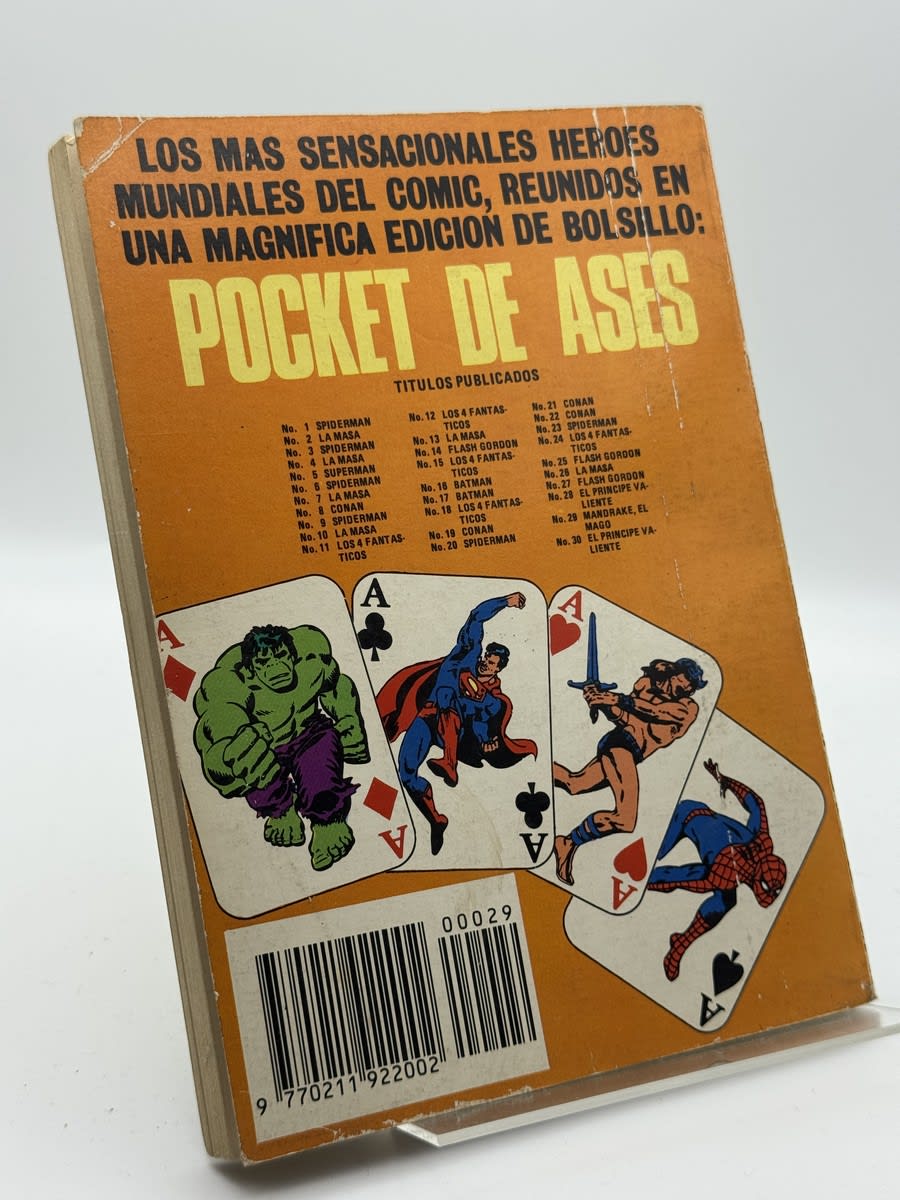 LOS MAS SENSACIONALES HEROES
MUNDIALES DEL COMIC, REUNIDOS EN
UNA MAGNIFICA EDICION DE BOLSILLO:
POCKET DE ASES
TITULOS PUBLICADOS
No. 1 SPIDERMAN
No. 2 LA MASA
No. 3 SPIDERMAN
No. 4 LA MASA
No. 5 SUPERMAN
No. 6 SPIDERMAN
No. 7 LA MASA
No. 8 CONAN
No. 9 SPIDERMAN
No. 10 LA MASA
No. 11 LOS 4 FANTAS-
TICOS
No. 12 LOS 4 FANTAS-
TICOS
No. 13 LA MASA
No. 14 FLASH GORDON
No. 15 LOS 4 FANTAS-
TICOS
No. 16 BATMAN
No. 17 BATMAN
No. 18 LOS 4 FANTAS-
TICOS
No. 19 CONAN
No. 20 SPIDERMAN
No. 21 CONAN
No. 22 CONAN
No. 23 SPIDERMAN
No. 24 LOS 4 FANTAS-
TICOS
No. 25 FLASH GORDON
No. 26 LA MASA
No. 27 FLASH GORDON
No. 28 EL PRINCIPE VA-
LIENTE
No. 29 MANDRAKE, EL
MAGO
No. 30 EL PRINCIPE VA-
LIENTE
A
A
A
A
A
A
A
A
00029
9 770211 922002